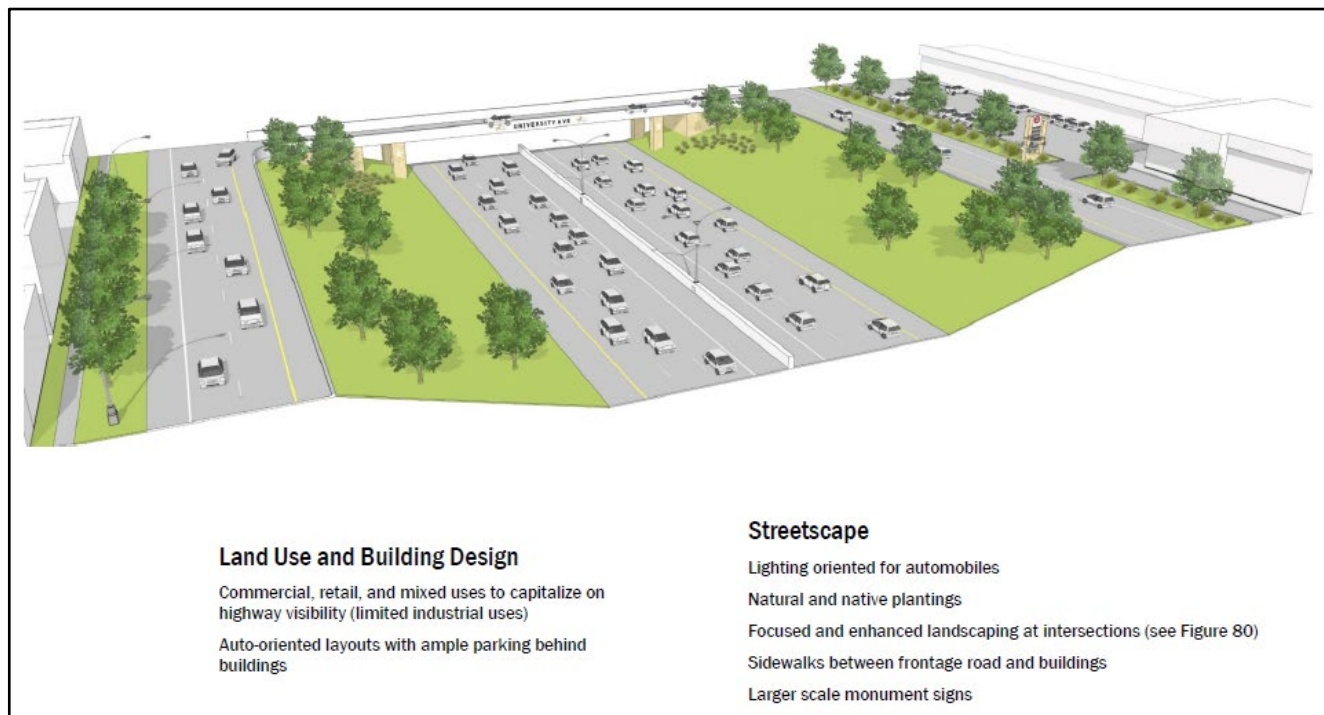 UNIVERSITY AVE
Land Use and Building Design
Commercial, retail, and mixed uses to capitalize on
highway visibility (limited industrial uses)
Auto-oriented layouts with ample parking behind
buildings
Streetscape
Lighting oriented for automobiles
Natural and native plantings
Focused and enhanced landscaping at intersections (see Figure 80)
Sidewalks between frontage road and buildings
Larger scale monument signs